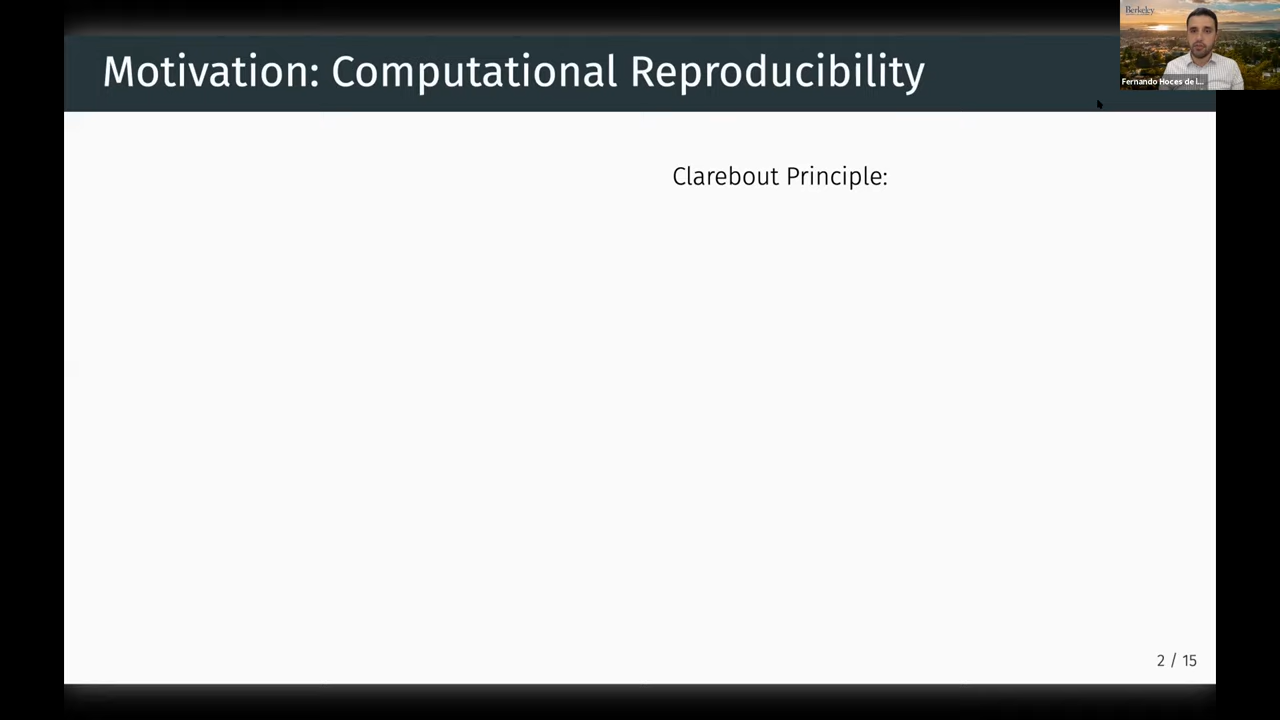 Motivation: Computational Reproducibility
Berkeley
Fernando Hoces de l...
Clarebout Principle:
2 / 15